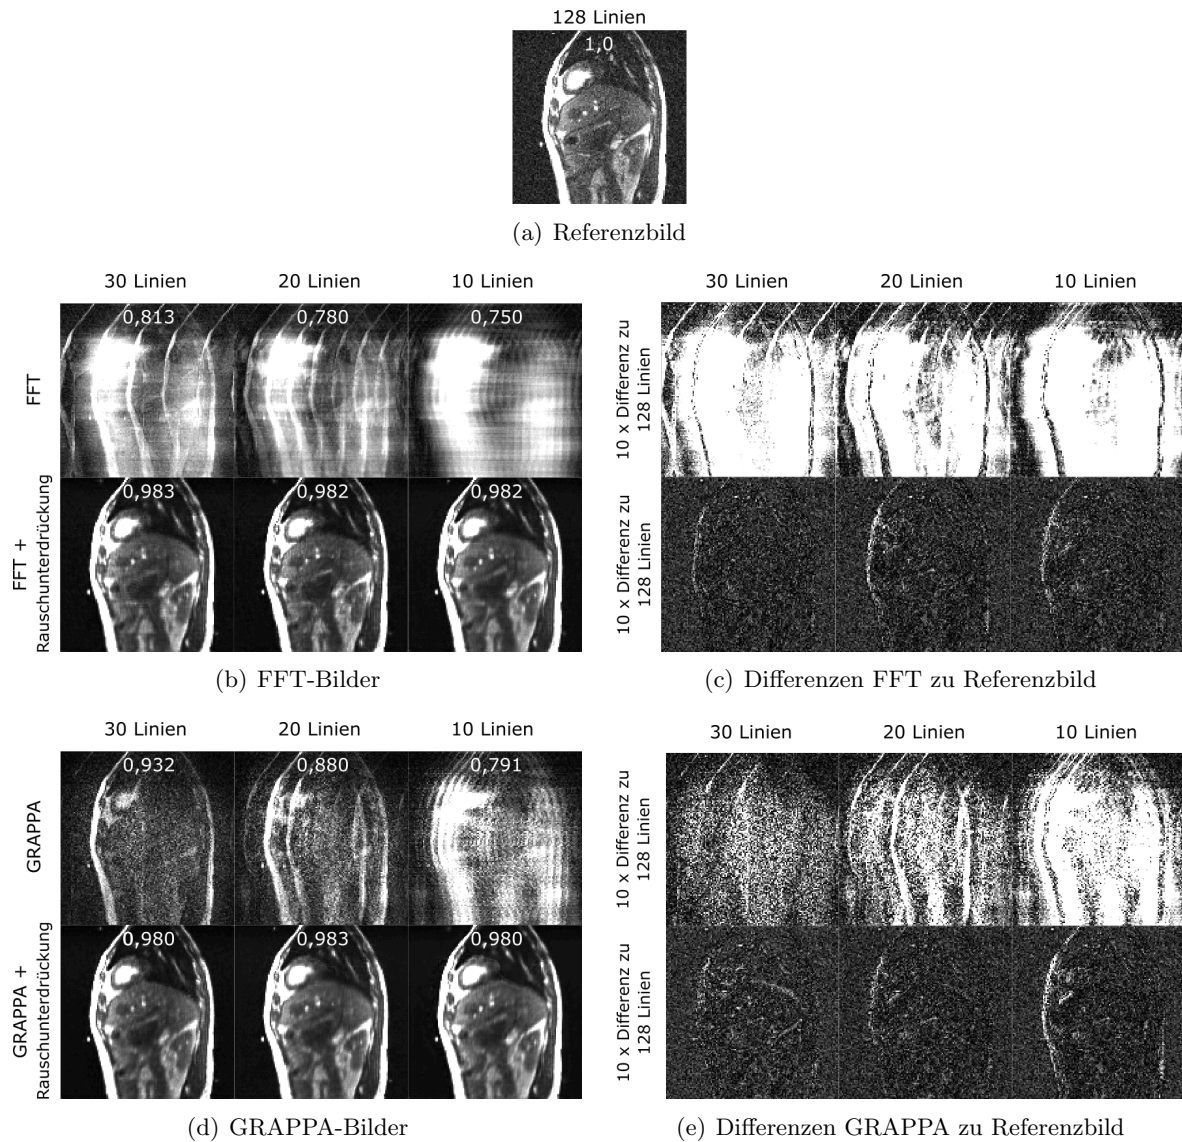 128 Linien
1,0
(a) Referenzbild
30 Linien 20 Linien 10 Linien
0,813 0,780 0,750
FFT
0,983 0,982 0,982
FFT +
Rauschunterdrückung
(b) FFT-Bilder
30 Linien 20 Linien 10 Linien
10 x Differenz zu
128 Linien
10 x Differenz zu
128 Linien
(c) Differenzen FFT zu Referenzbild
30 Linien 20 Linien 10 Linien
0,932 0,880 0,791
GRAPPA
0,980 0,983 0,980
GRAPPA +
Rauschunterdrückung
(d) GRAPPA-Bilder
30 Linien 20 Linien 10 Linien
10 x Differenz zu
128 Linien
10 x Differenz zu
128 Linien
(e) Differenzen GRAPPA zu Referenzbild